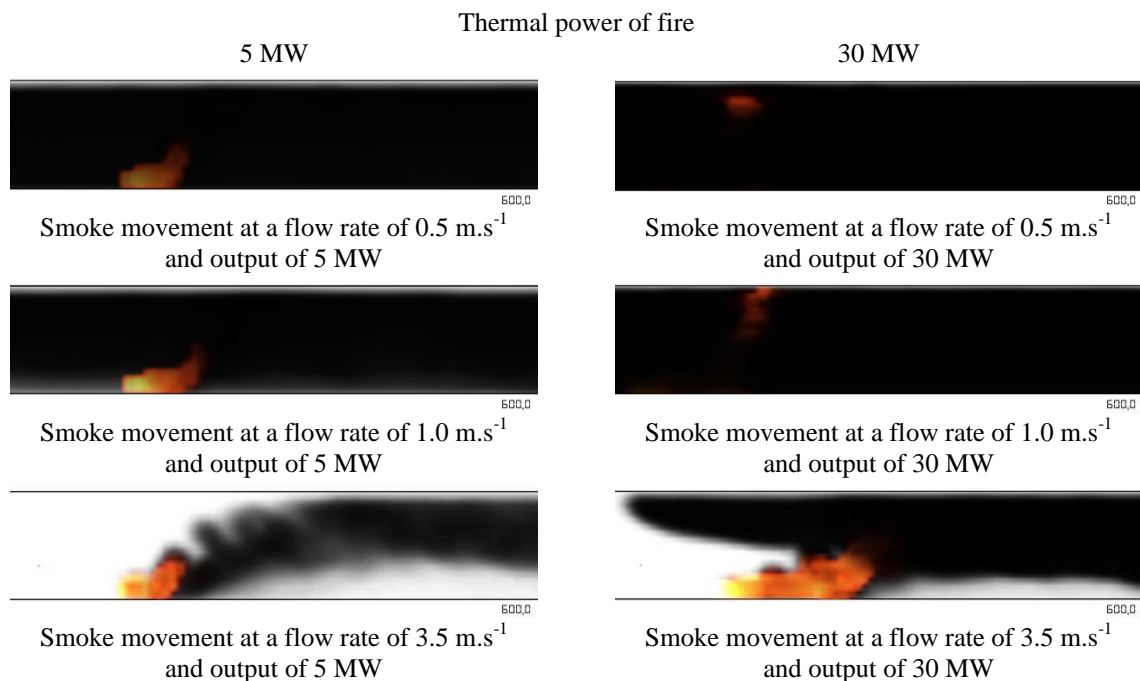 Thermal power of fire
5 MW
30 MW
600,0
600,0
Smoke movement at a flow rate of 0.5 m.s-1
and output of 5 MW
Smoke movement at a flow rate of 0.5 m.s-1
and output of 30 MW
600,0
600,0
Smoke movement at a flow rate of 1.0 m.s-1
and output of 5 MW
Smoke movement at a flow rate of 1.0 m.s-1
and output of 30 MW
600,0
600,0
Smoke movement at a flow rate of 3.5 m.s-1
and output of 5 MW
Smoke movement at a flow rate of 3.5 m.s-1
and output of 30 MW